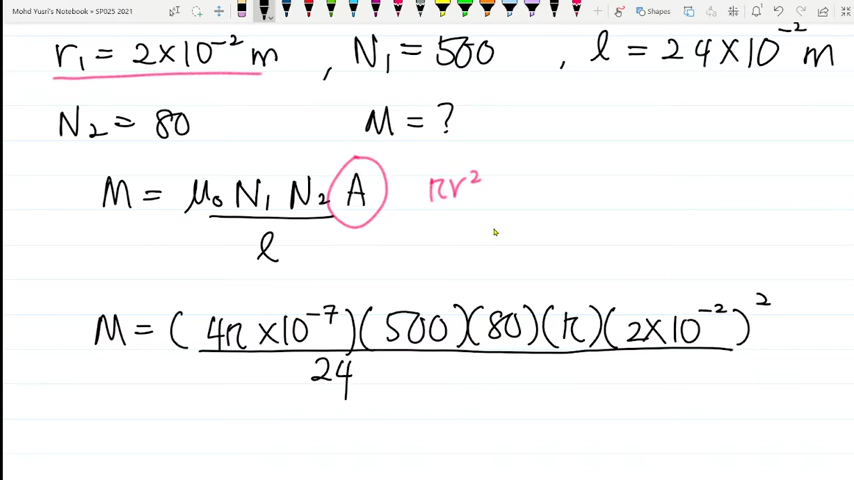 Mohd Yusri's Notebook » SP025 2021 Shapes
r₁ = 2×10⁻² m , N₁ = 500 , l = 24×10⁻² m
N₂ = 80 M = ?
M = μ₀ N₁ N₂ A πr²
l
M = ( 4π ×10⁻⁷)(500)(80)(π)(2×10⁻²)²
24